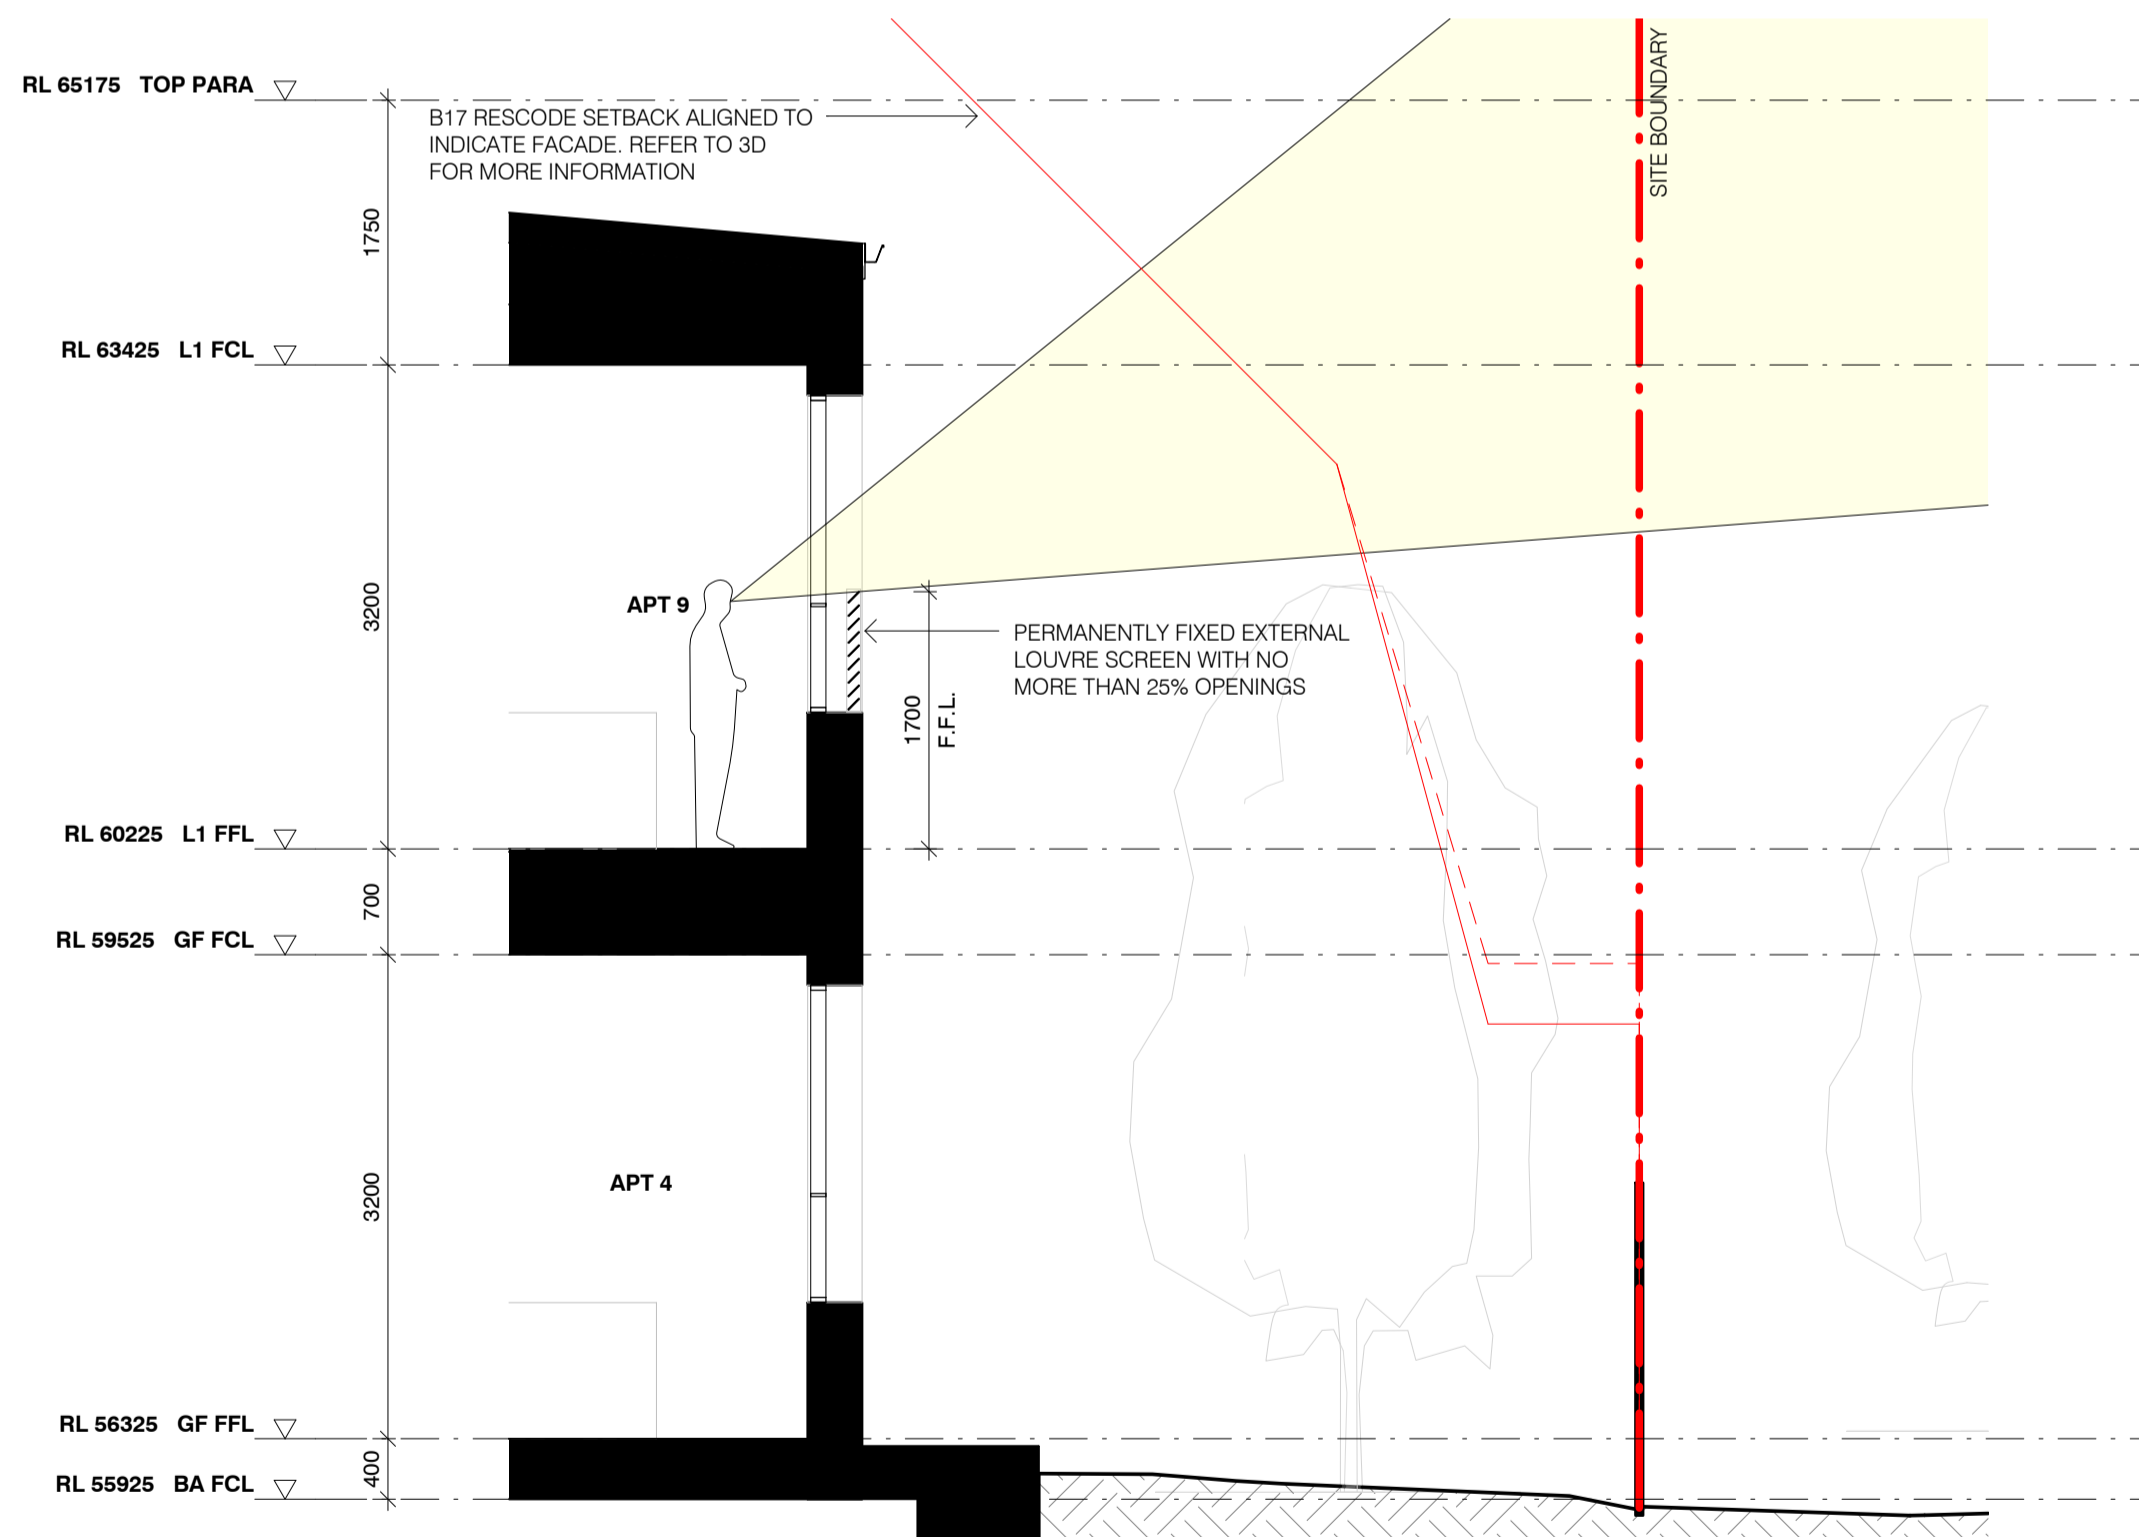 RL 65175 TOP PARA
SITE BOUNDARY
B17 RESCODE SETBACK ALIGNED TO
INDICATE FACADE. REFER TO 3D
FOR MORE INFORMATION
1750
RL 63425 L1 FCL
3200
APT 9
PERMANENTLY FIXED EXTERNAL
LOUVRE SCREEN WITH NO
MORE THAN 25% OPENINGS
1700
F.F.L.
RL 60225 L1 FFL
700
RL 59525 GF FCL
3200
APT 4
RL 56325 GF FFL
400
RL 55925 BA FCL